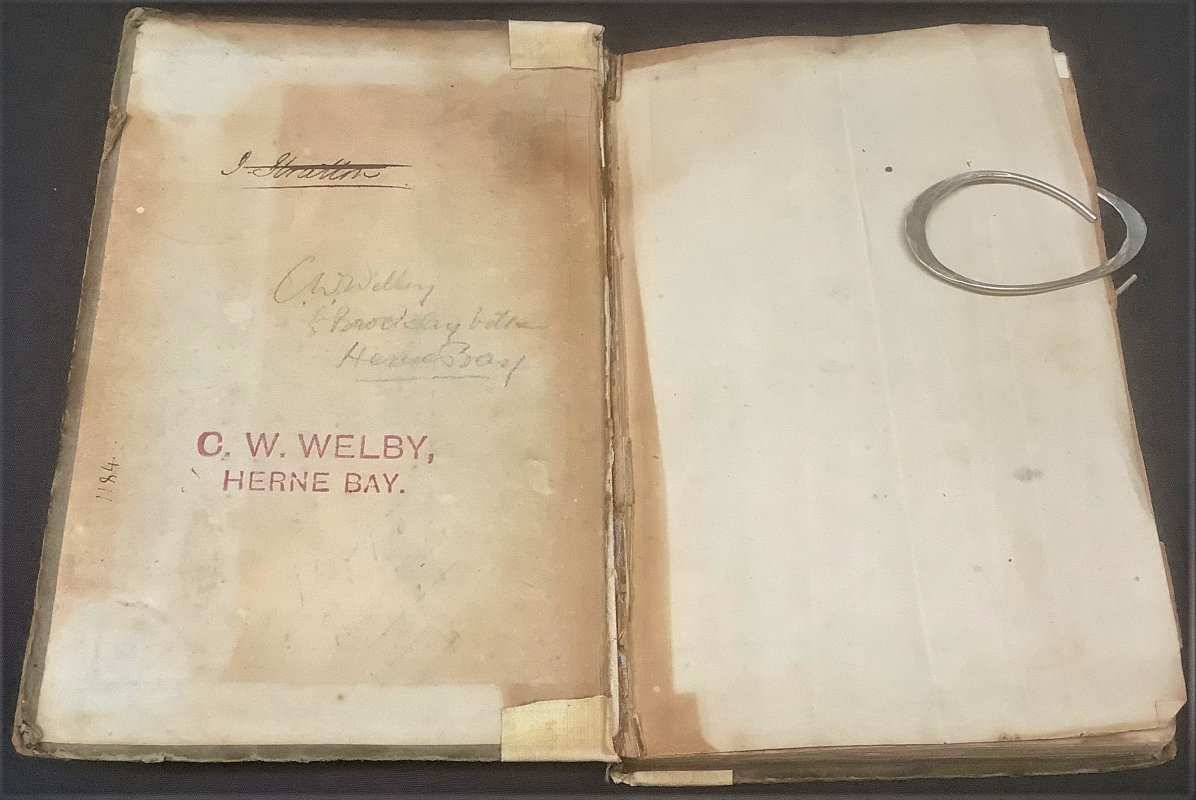 J. Stratton
C W Welby
Brockley Villa
Herne Bay
C. W. WELBY,
HERNE BAY.
1184.